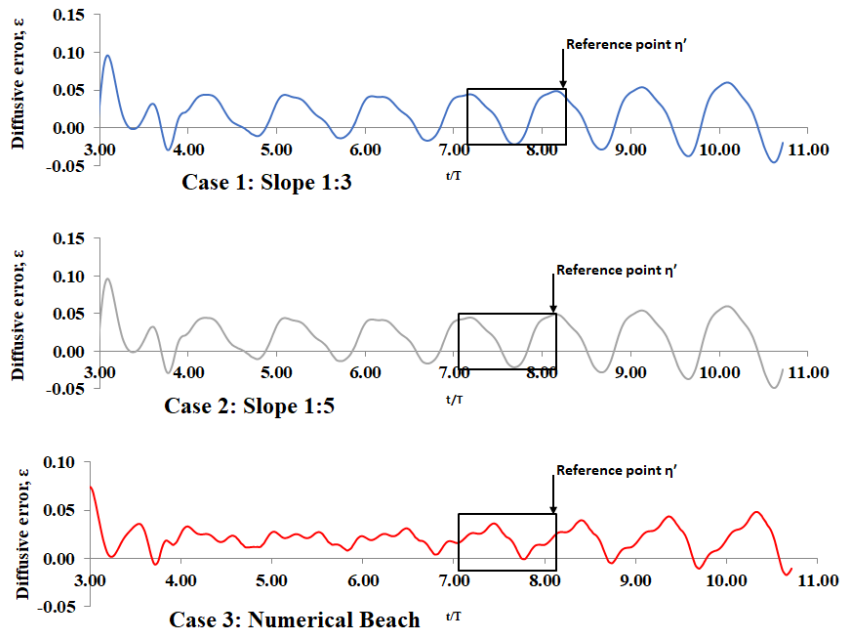 Diffusive error, ε
0.15
0.10
0.05
0.00
-0.05
3.00 4.00 5.00 6.00 7.00 8.00 9.00 10.00 11.00
Reference point η’
t/T
Case 1: Slope 1:3
Diffusive error, ε
0.15
0.10
0.05
0.00
-0.05
3.00 4.00 5.00 6.00 7.00 8.00 9.00 10.00 11.00
Reference point η’
t/T
Case 2: Slope 1:5
Diffusive error, ε
0.10
0.05
0.00
-0.05
3.00 4.00 5.00 6.00 7.00 8.00 9.00 10.00 11.00
Reference point η’
t/T
Case 3: Numerical Beach